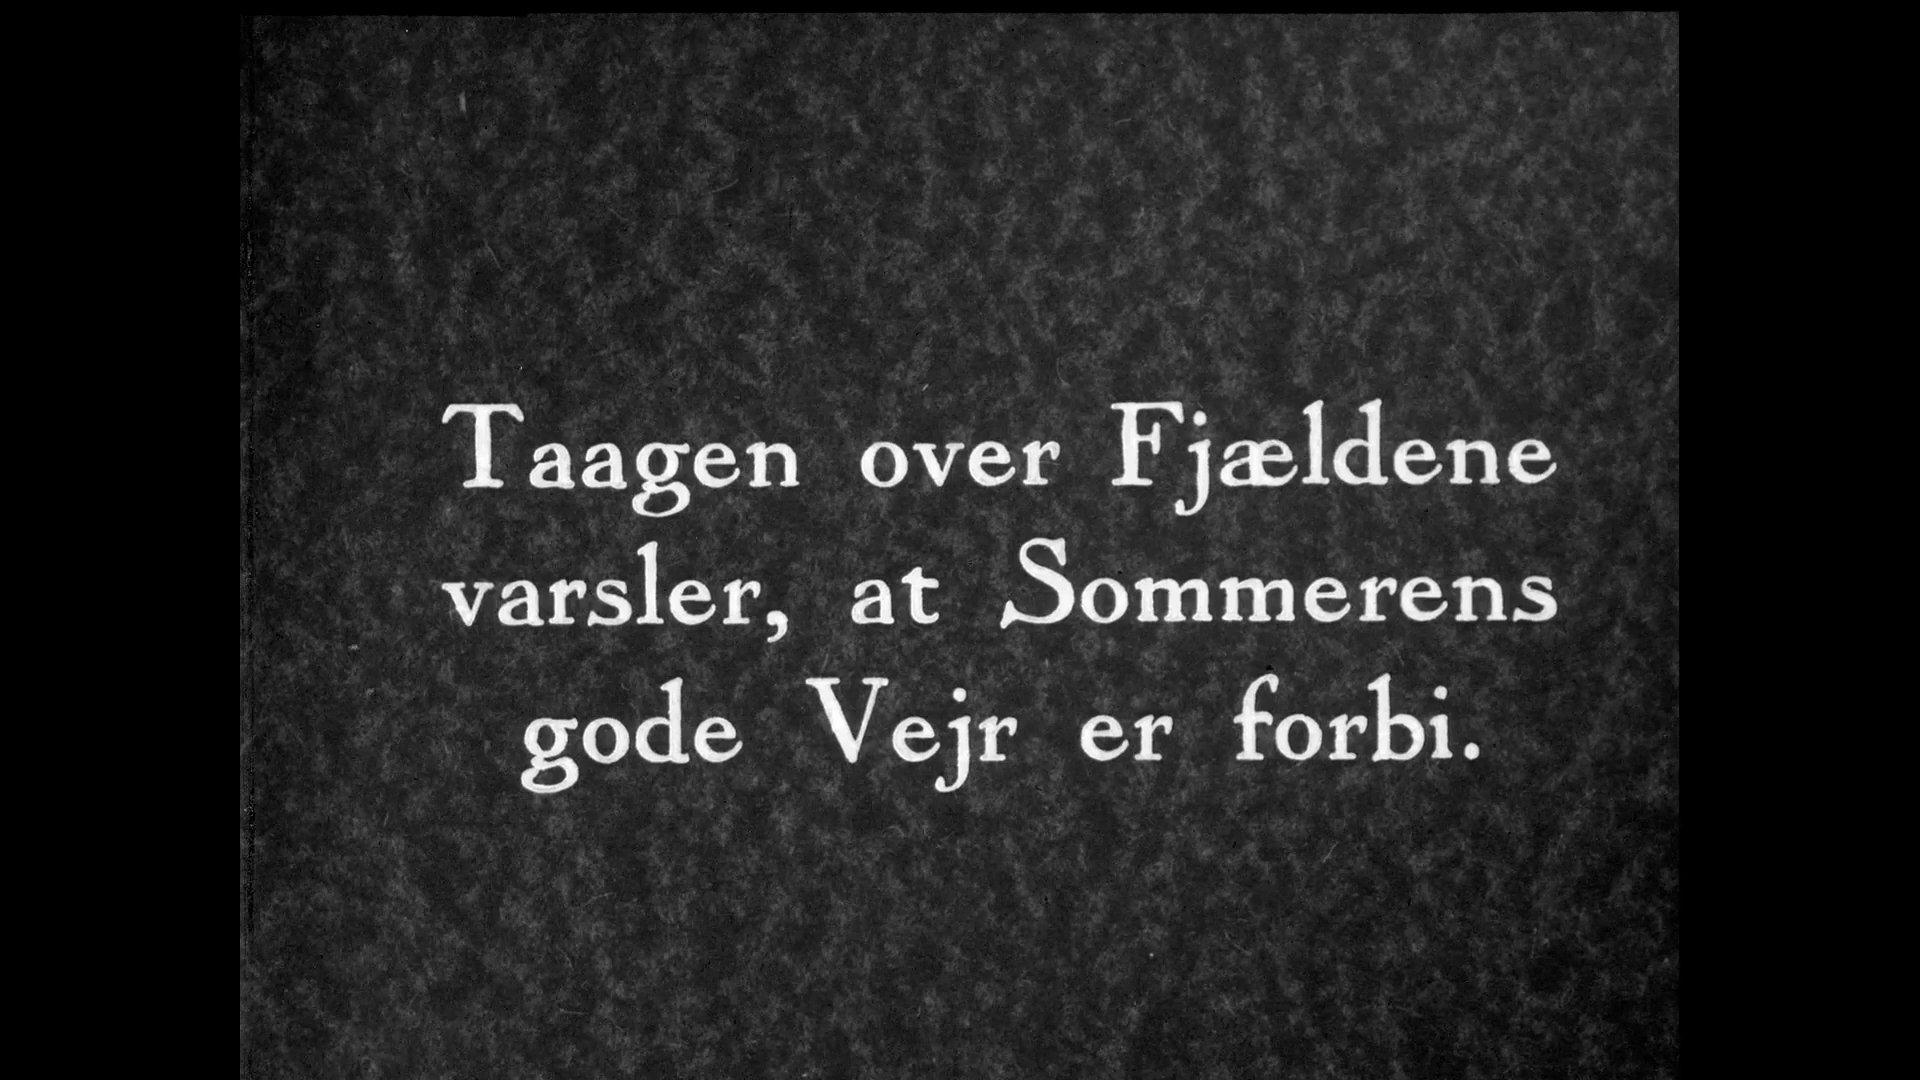 Taagen over Fjældene
varsler, at Sommerens
gode Vejr er forbi.